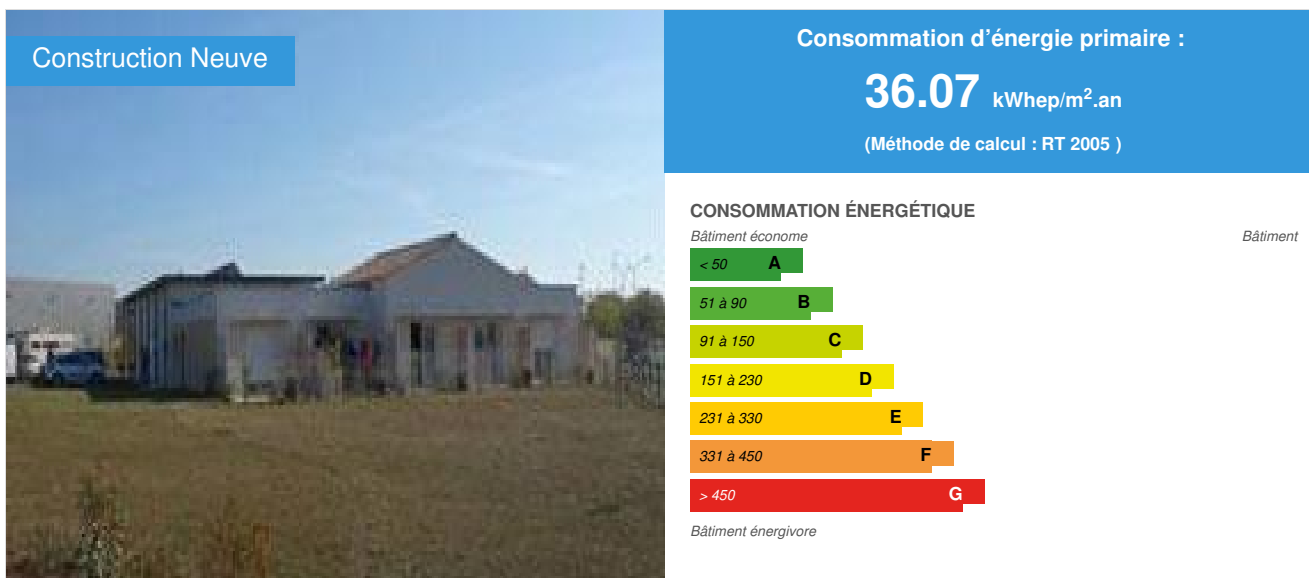 Construction Neuve
Consommation d'énergie primaire :
36.07 kWhep/m².an
(Méthode de calcul : RT 2005 )
CONSOMMATION ÉNERGÉTIQUE
Bâtiment économe Bâtiment
< 50 A
51 à 90 B
91 à 150 C
151 à 230 D
231 à 330 E
331 à 450 F
> 450 G
Bâtiment énergivore